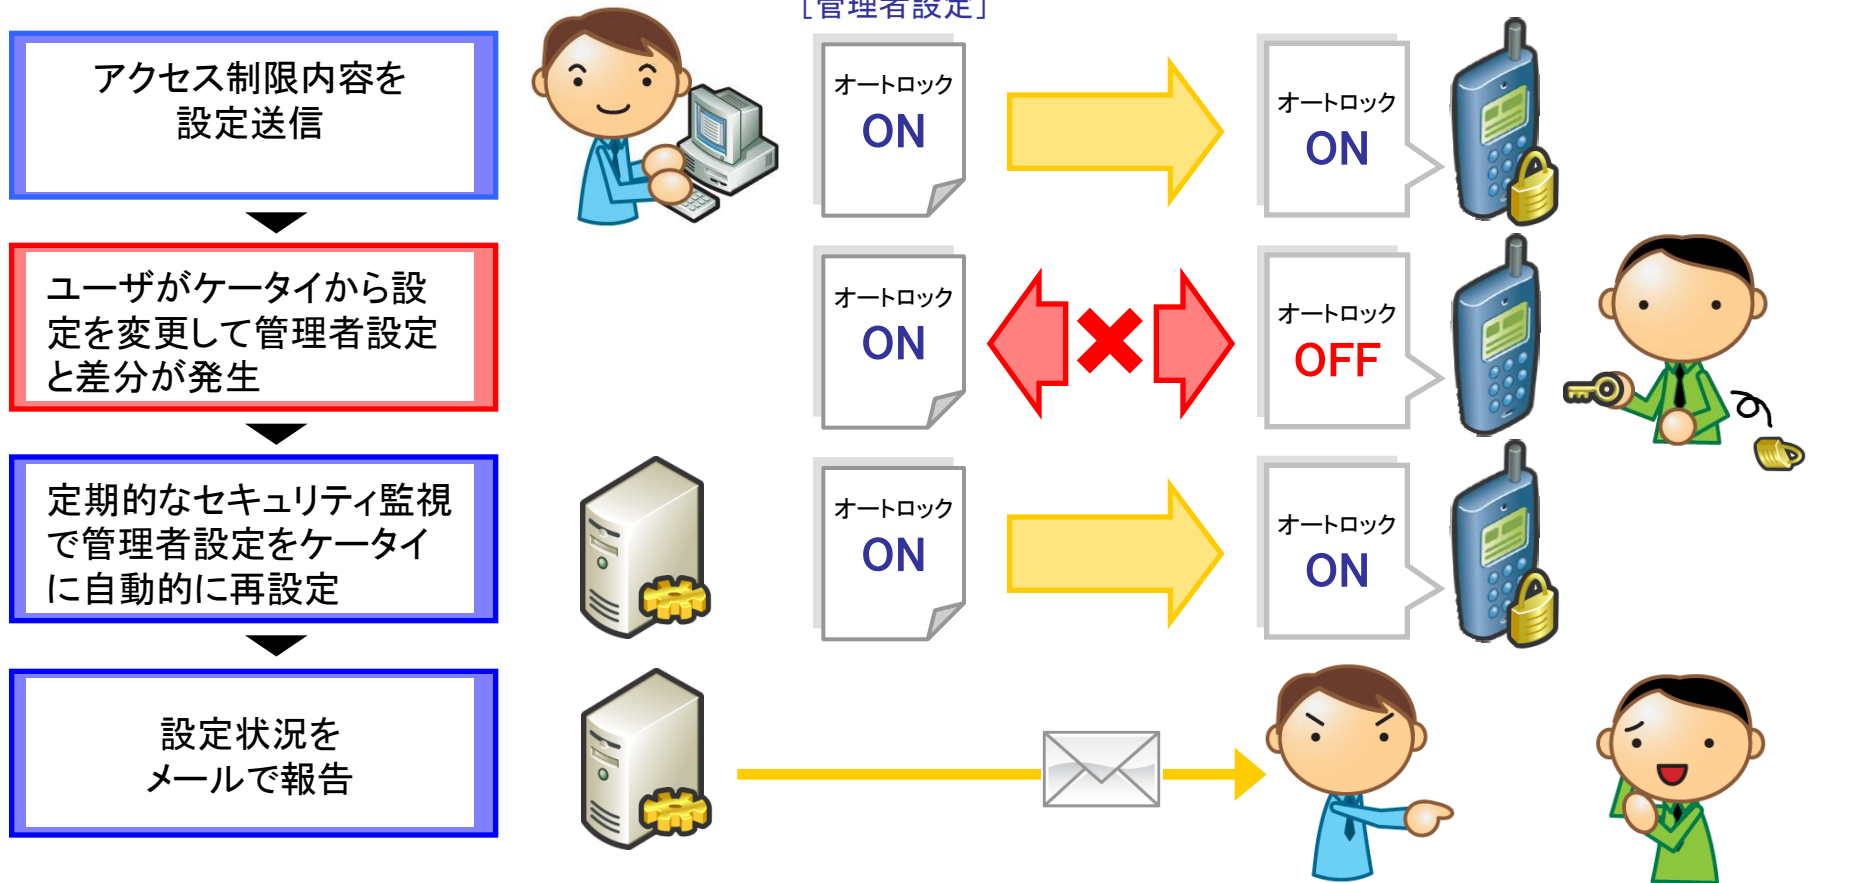 [管理者設定]
アクセス制限内容を
設定送信
オートロック
ON
オートロック
ON
ユーザがケータイから設
定を変更して管理者設定
と差分が発生
オートロック
ON
オートロック
OFF
定期的なセキュリティ監視
で管理者設定をケータイ
に自動的に再設定
オートロック
ON
オートロック
ON
設定状況を
メールで報告